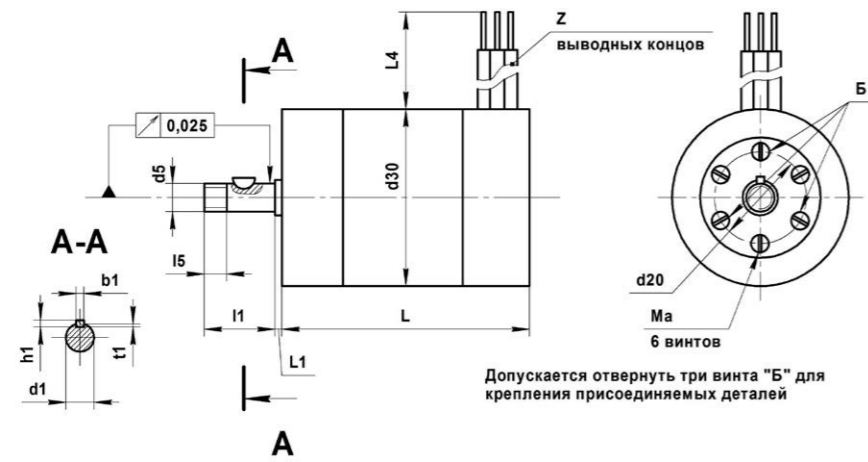 Z
выводных концов
A
L4
Б
0,025
d5
d30
A-A
b1
l5
l1
L
h1
t1
d1
L1
d20
Ma
6 винтов
Допускается отвернуть три винта "Б" для
крепления присоединяемых деталей
A